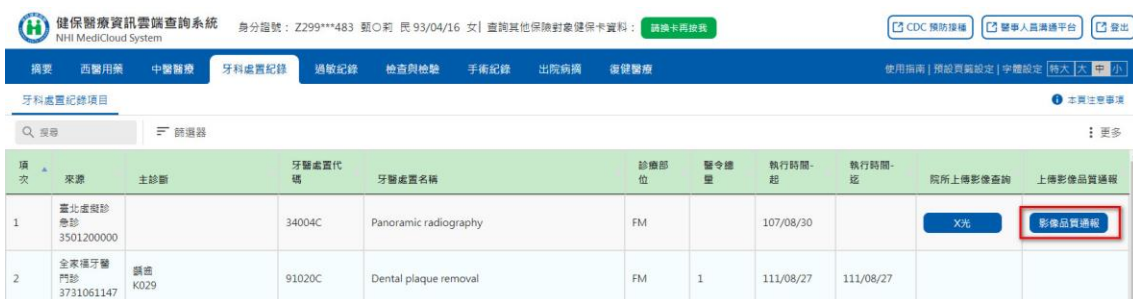 健保醫療資訊雲端查詢系統
NHI MediCloud System
身分證號： Z299***483 甄○莉 民 93/04/16 女| 查詢其他保險對象健保卡資料： 請換卡再按我
CDC 預防接種 醫事人員溝通平台 登出
摘要 西醫用藥 中醫醫療 牙科處置紀錄 過敏紀錄 檢查與檢驗 手術紀錄 出院病摘 復健醫療 使用指南 | 預設頁籤設定 | 字體設定 特大 大 中 小
牙科處置紀錄項目 本頁注意事項
搜尋 篩選器 更多
項次 來源 主診斷 牙醫處置代碼 牙醫處置名稱 診療部位 醫令總量 執行時間-起 執行時間-迄 院所上傳影像查詢 上傳影像品質通報
1 臺北虛擬診 急診 3501200000 34004C Panoramic radiography FM 107/08/30 X光 影像品質通報
2 全家福牙醫 門診 3731061147 齲齒 K029 91020C Dental plaque removal FM 1 111/08/27 111/08/27